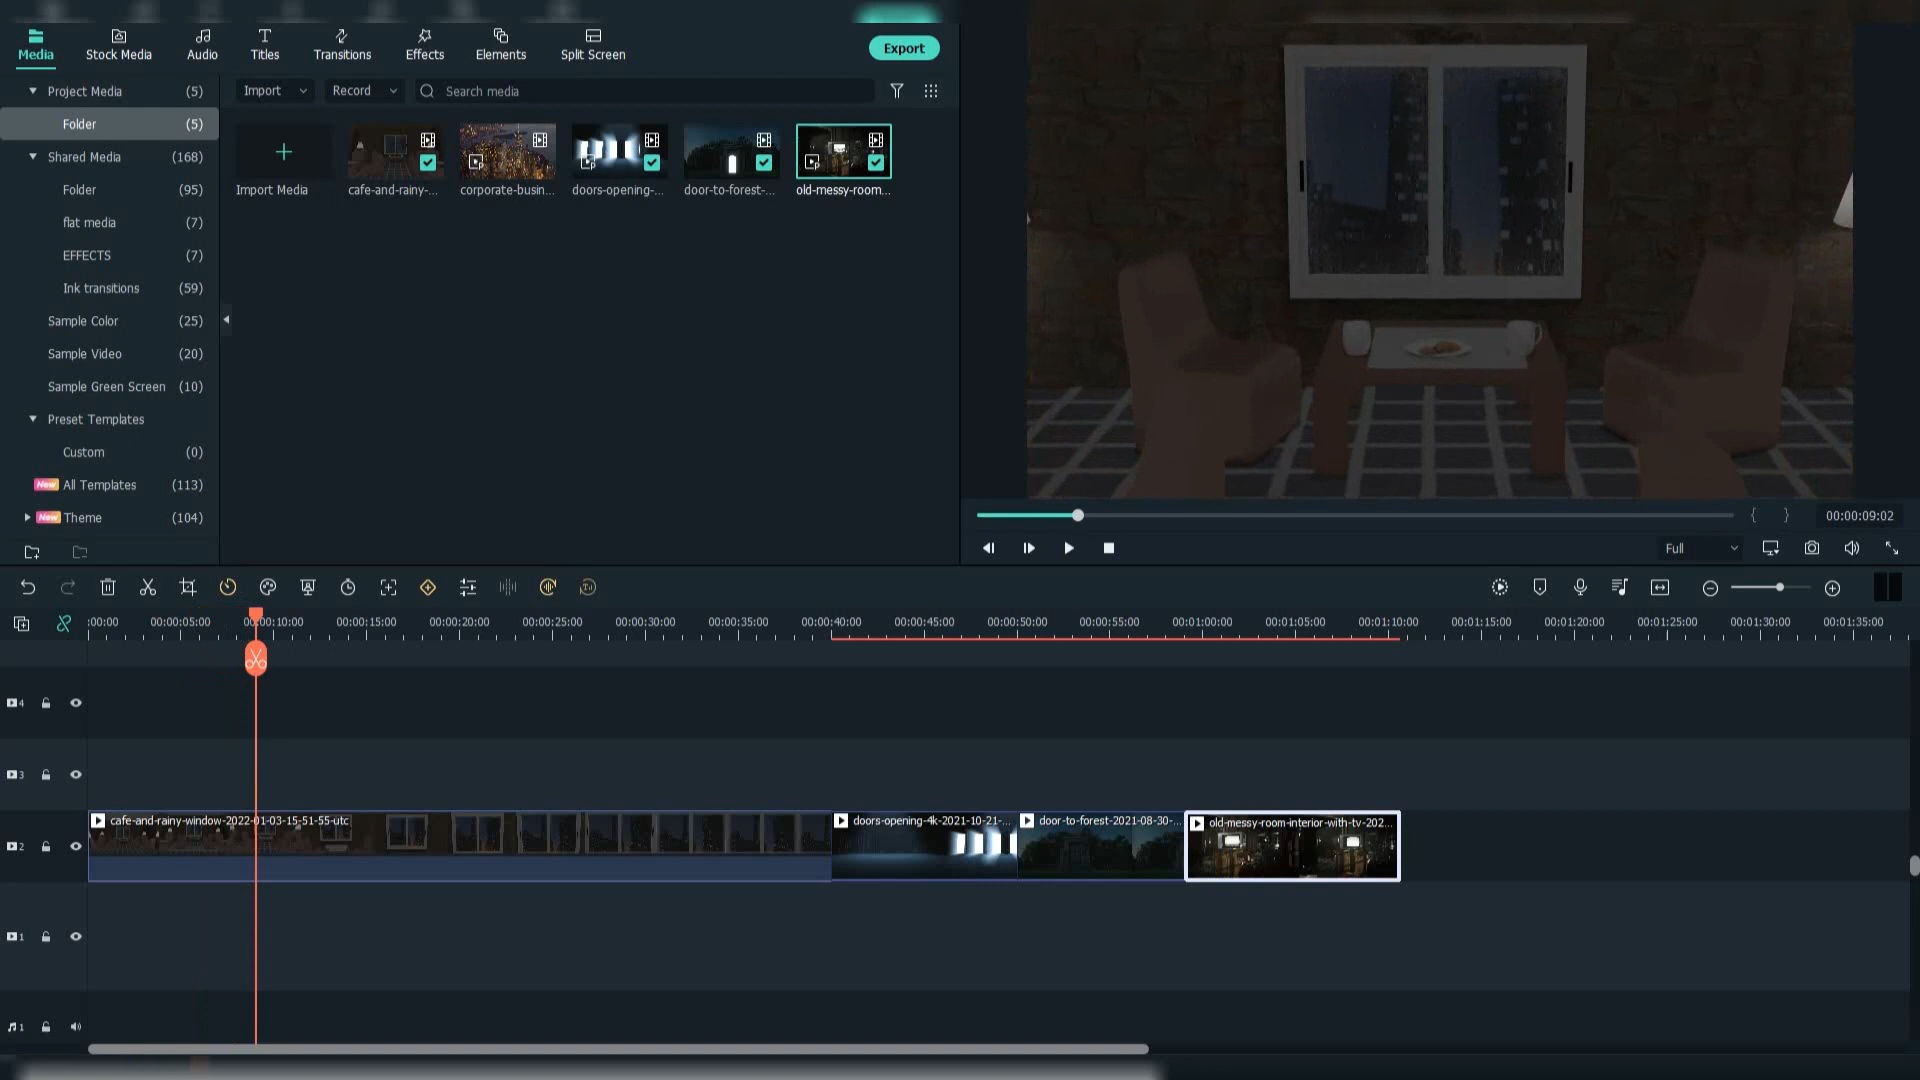 Media
Stock Media
Audio
Titles
Transitions
Effects
Elements
Split Screen
Export
Project Media (5)
Folder (5)
Shared Media (168)
Folder (95)
flat media (7)
EFFECTS (7)
Ink transitions (59)
Sample Color (25)
Sample Video (20)
Sample Green Screen (10)
Preset Templates
Custom (0)
New All Templates (113)
New Theme (104)
Import
Record
Search media
Import Media
cafe-and-rainy-...
corporate-busin...
doors-opening-...
door-to-forest-...
old-messy-room...
{ } 00:00:09:02
Full
:00:00 00:00:05:00 00:00:10:00 00:00:15:00 00:00:20:00 00:00:25:00 00:00:30:00 00:00:35:00 00:00:40:00 00:00:45:00 00:00:50:00 00:00:55:00 00:01:00:00 00:01:05:00 00:01:10:00 00:01:15:00 00:01:20:00 00:01:25:00 00:01:30:00 00:01:35:00
4
3
2
cafe-and-rainy-window-2022-01-03-15-51-55-utc
doors-opening-4k-2021-10-21-...
door-to-forest-2021-08-30-...
old-messy-room-interior-with-tv-202...
1
1